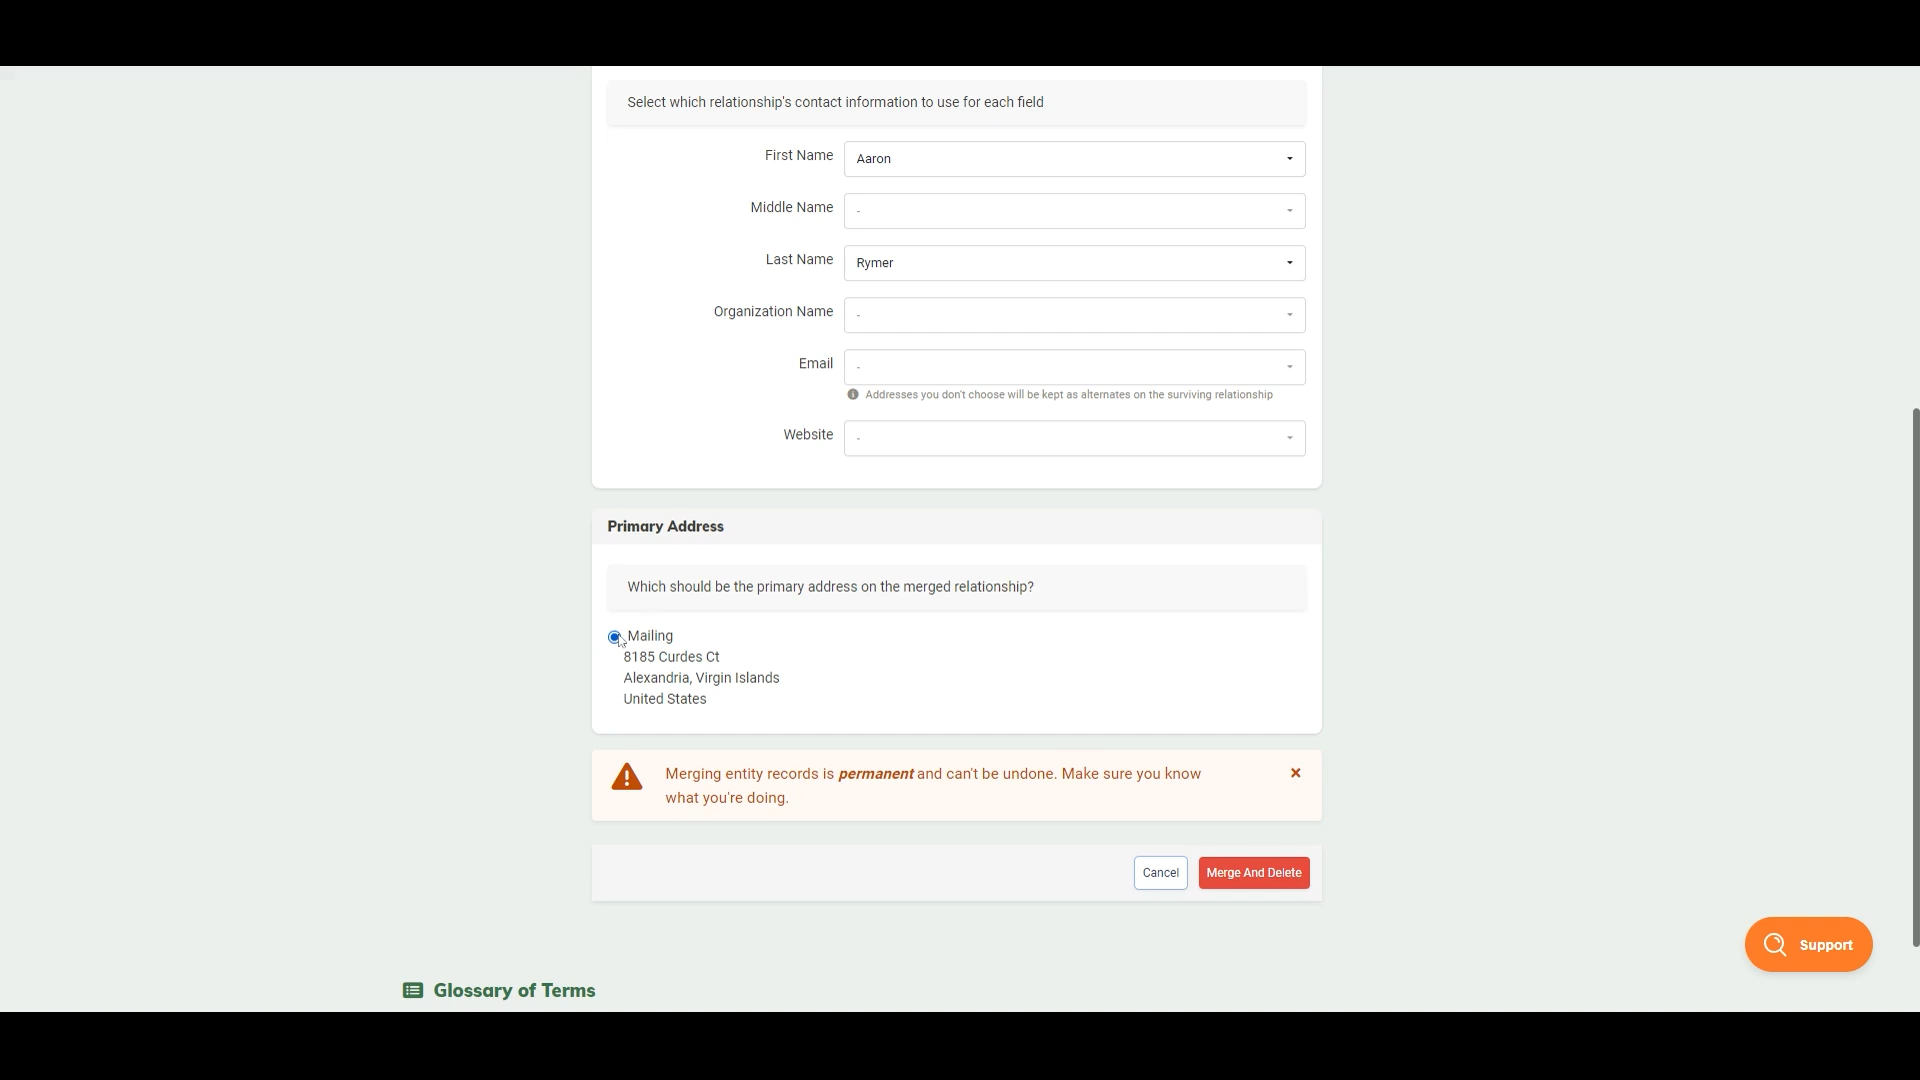 Select which relationship's contact information to use for each field
First Name
Aaron
Middle Name
-
Last Name
Rymer
Organization Name
-
Email
-
Addresses you don't choose will be kept as alternates on the surviving relationship
Website
-
Primary Address
Which should be the primary address on the merged relationship?
Mailing
8185 Curdes Ct
Alexandria, Virgin Islands
United States
Merging entity records is permanent and can't be undone. Make sure you know
what you're doing.
Cancel
Merge And Delete
Support
Glossary of Terms